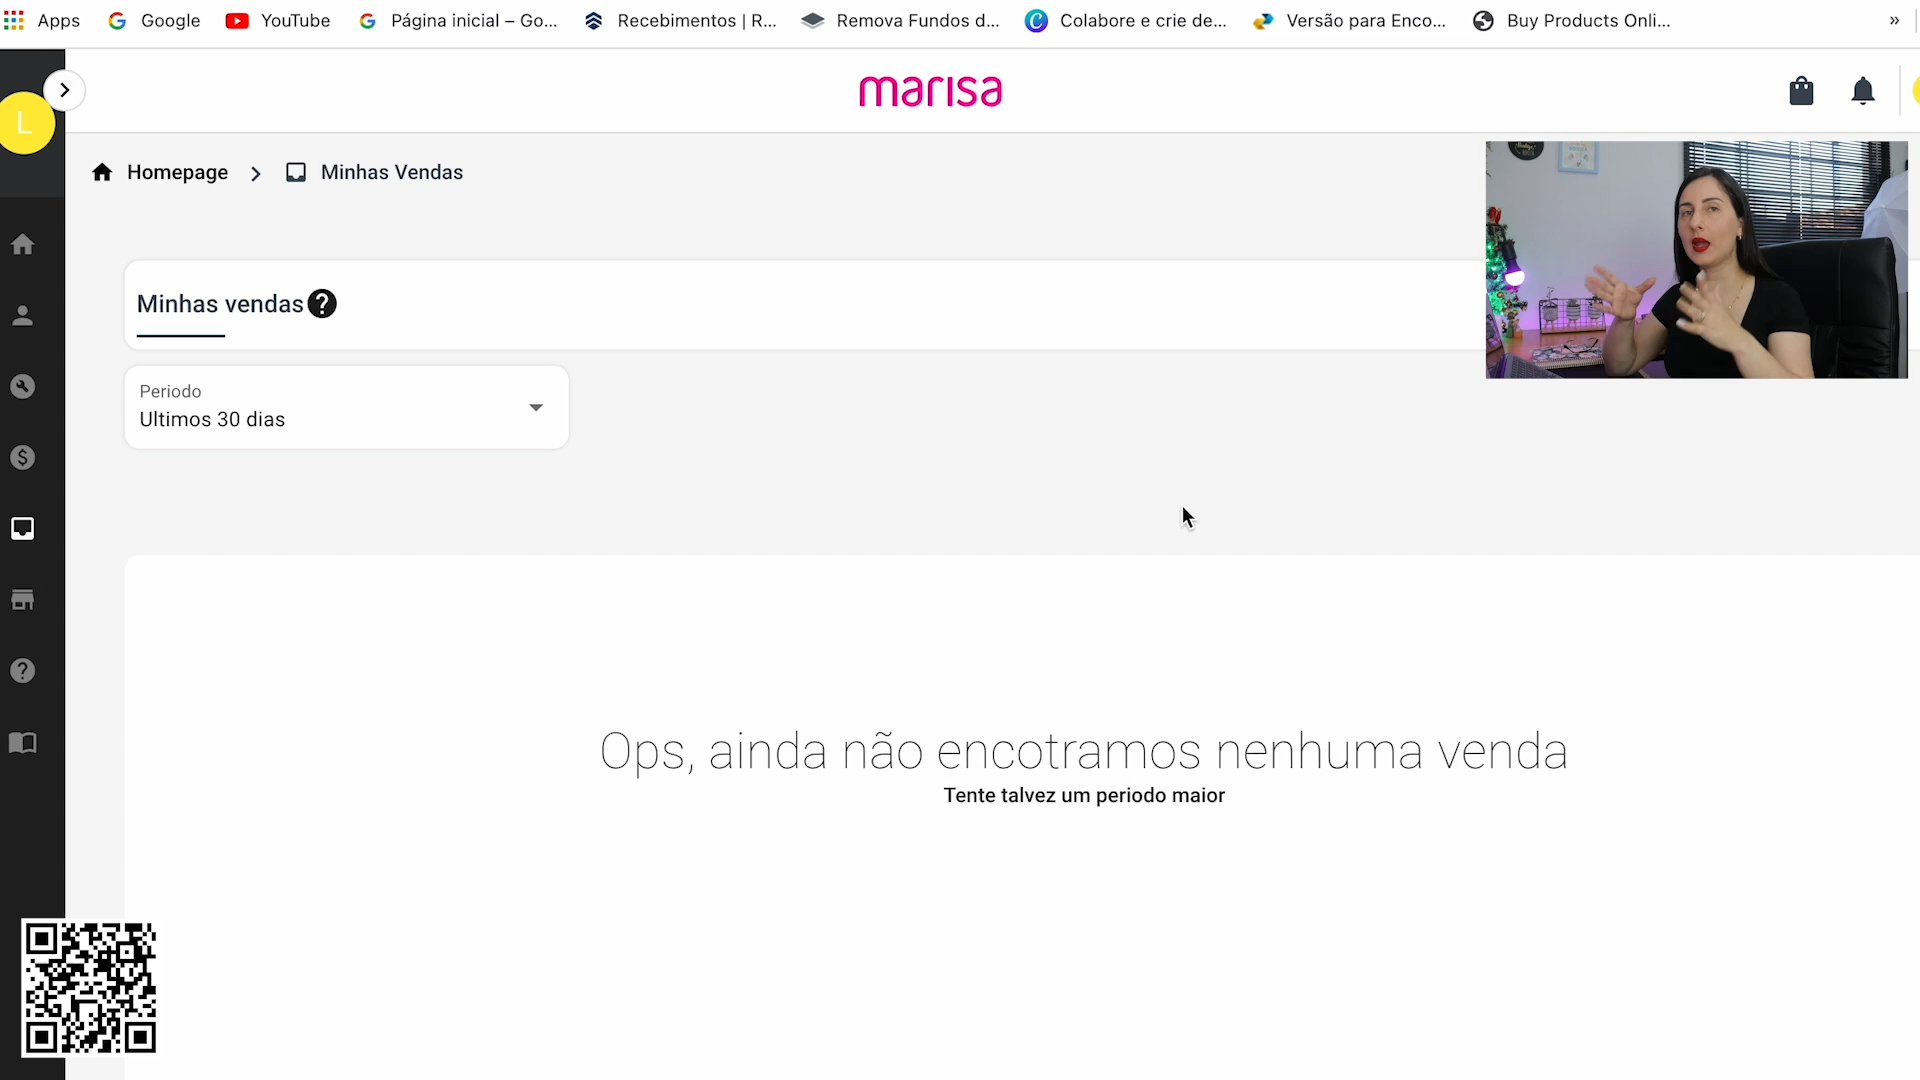 Apps
Google
YouTube
Página inicial – Go...
Recebimentos | R...
Remova Fundos d...
Colabore e crie de...
Versão para Enco...
Buy Products Onli...
»
marisa
L
Homepage
Minhas Vendas
Minhas vendas
Periodo
Ultimos 30 dias
Ops, ainda não encotramos nenhuma venda
Tente talvez um periodo maior